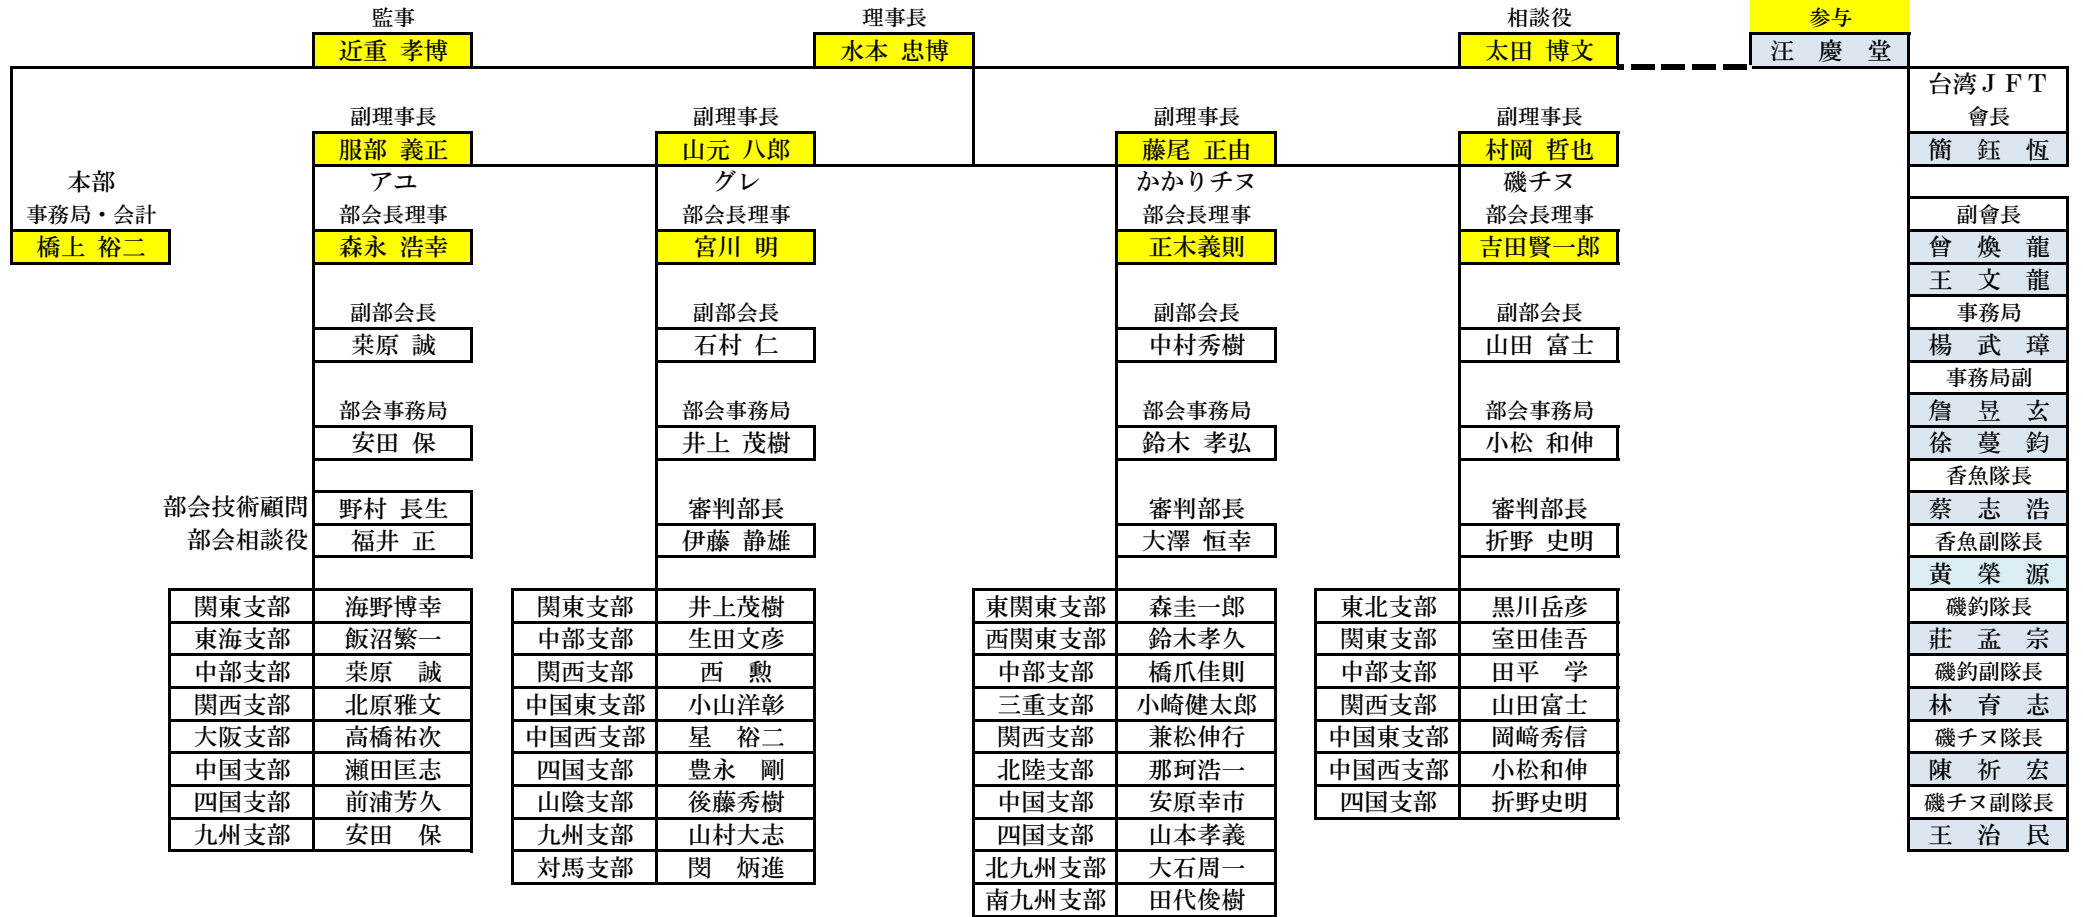 監事 理事長 相談役 参与
近重 孝博 水本 忠博 太田 博文 汪 慶 堂
台湾ＪＦＴ
副理事長 副理事長 副理事長 副理事長 會長
服部 義正 山元 八郎 藤尾 正由 村岡 哲也 簡 鈺 恆
本部 アユ グレ かかりチヌ 磯チヌ
事務局・会計 部会長理事 部会長理事 部会長理事 部会長理事 副會長
橋上 裕二 森永 浩幸 宮川 明 正木義則 吉田賢一郎 曾 煥 龍
王 文 龍
副部会長 副部会長 副部会長 副部会長 事務局
桒原 誠 石村 仁 中村秀樹 山田 富士 楊 武 璋
事務局副
部会事務局 部会事務局 部会事務局 部会事務局 詹 昱 玄
安田 保 井上 茂樹 鈴木 孝弘 小松 和伸 徐 蔓 鈞
香魚隊長
部会技術顧問 野村 長生 審判部長 審判部長 審判部長 蔡 志 浩
部会相談役 福井 正 伊藤 静雄 大澤 恒幸 折野 史明 香魚副隊長
黄 榮 源
関東支部 海野博幸 関東支部 井上茂樹 東関東支部 森圭一郎 東北支部 黒川岳彦 磯釣隊長
東海支部 飯沼繁一 中部支部 生田文彦 西関東支部 鈴木孝久 関東支部 室田佳吾 莊 孟 宗
中部支部 桒原 誠 関西支部 西 勲 中部支部 橋爪佳則 中部支部 田平 学 磯釣副隊長
関西支部 北原雅文 中国東支部 小山洋彰 三重支部 小崎健太郎 関西支部 山田富士 林 育 志
大阪支部 高橋祐次 中国西支部 星 裕二 関西支部 兼松伸行 中国東支部 岡﨑秀信 磯チヌ隊長
中国支部 瀬田匡志 四国支部 豊永 剛 北陸支部 那珂浩一 中国西支部 小松和伸 陳 祈 宏
四国支部 前浦芳久 山陰支部 後藤秀樹 中国支部 安原幸市 四国支部 折野史明 磯チヌ副隊長
九州支部 安田 保 九州支部 山村大志 四国支部 山本孝義 王 治 民
対馬支部 閔 炳進 北九州支部 大石周一
南九州支部 田代俊樹